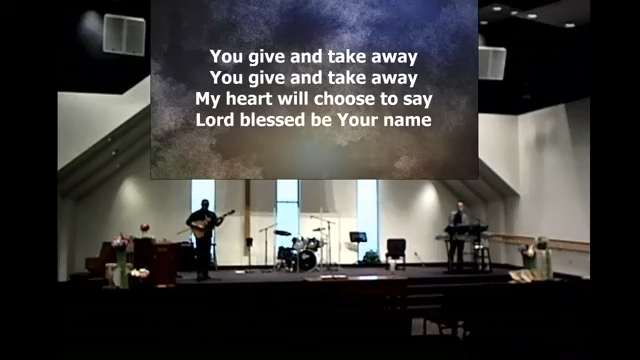 You give and take away
You give and take away
My heart will choose to say
Lord blessed be Your name